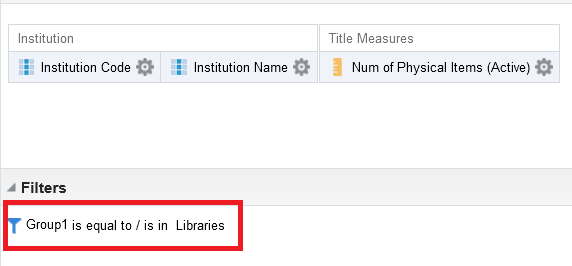 Institution Title Measures
Institution Code Institution Name Num of Physical Items (Active)
Filters
Group1 is equal to / is in Libraries